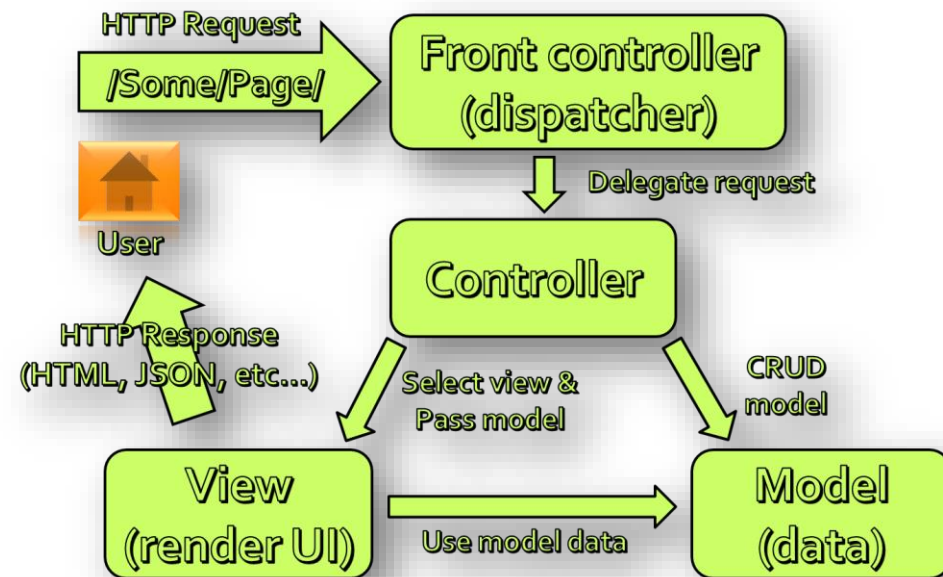 HTTP Request
/Some/Page/
Front controller
(dispatcher)
Delegate request
User
Controller
HTTP Response
(HTML, JSON, etc...)
Select view &
Pass model
CRUD
model
View
(render UI)
Use model data
Model
(data)